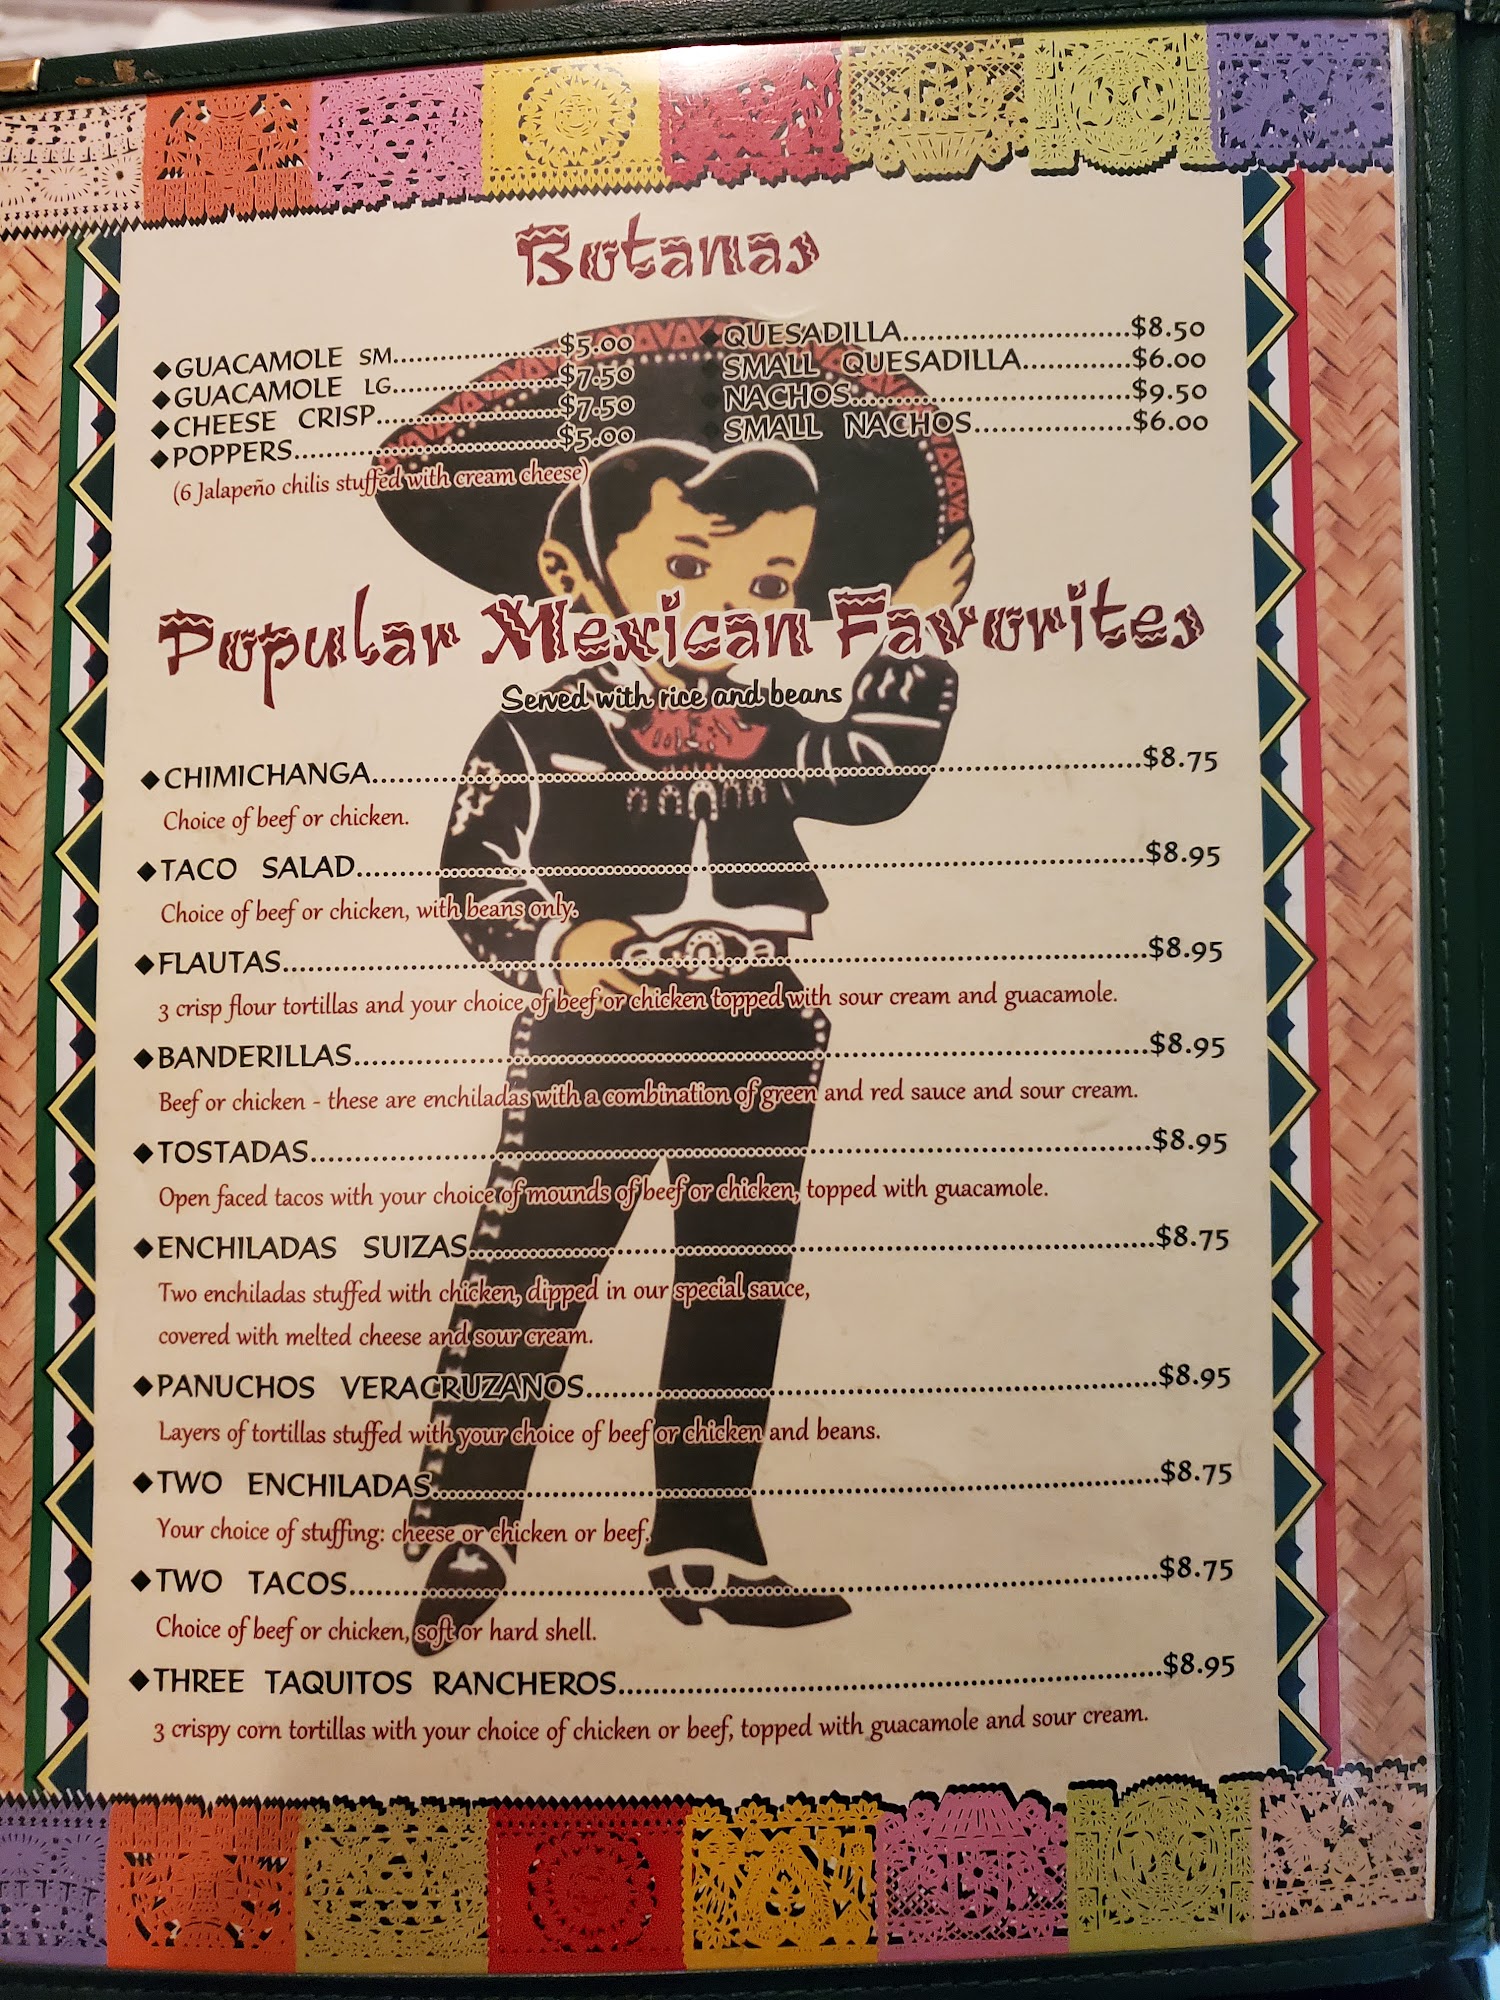 Botanas
◆GUACAMOLE SM....................$5.00
◆GUACAMOLE LG....................$7.50
◆CHEESE CRISP....................$7.50
◆POPPERS....................$5.00
(6 Jalapeño chilis stuffed with cream cheese)
◆QUESADILLA....................$8.50
SMALL QUESADILLA....................$6.00
NACHOS....................$9.50
SMALL NACHOS....................$6.00
Popular Mexican Favorites
Served with rice and beans
◆CHIMICHANGA....................$8.75
Choice of beef or chicken.
◆TACO SALAD....................$8.95
Choice of beef or chicken, with beans only.
◆FLAUTAS....................$8.95
3 crisp flour tortillas and your choice of beef or chicken topped with sour cream and guacamole.
◆BANDERILLAS....................$8.95
Beef or chicken - these are enchiladas with a combination of green and red sauce and sour cream.
◆TOSTADAS....................$8.95
Open faced tacos with your choice of mounds of beef or chicken, topped with guacamole.
◆ENCHILADAS SUIZAS....................$8.75
Two enchiladas stuffed with chicken, dipped in our special sauce,
covered with melted cheese and sour cream.
◆PANUCHOS VERACRUZANOS....................$8.95
Layers of tortillas stuffed with your choice of beef or chicken and beans.
◆TWO ENCHILADAS....................$8.75
Your choice of stuffing: cheese or chicken or beef.
◆TWO TACOS....................$8.75
Choice of beef or chicken, soft or hard shell.
◆THREE TAQUITOS RANCHEROS....................$8.95
3 crispy corn tortillas with your choice of chicken or beef, topped with guacamole and sour cream.